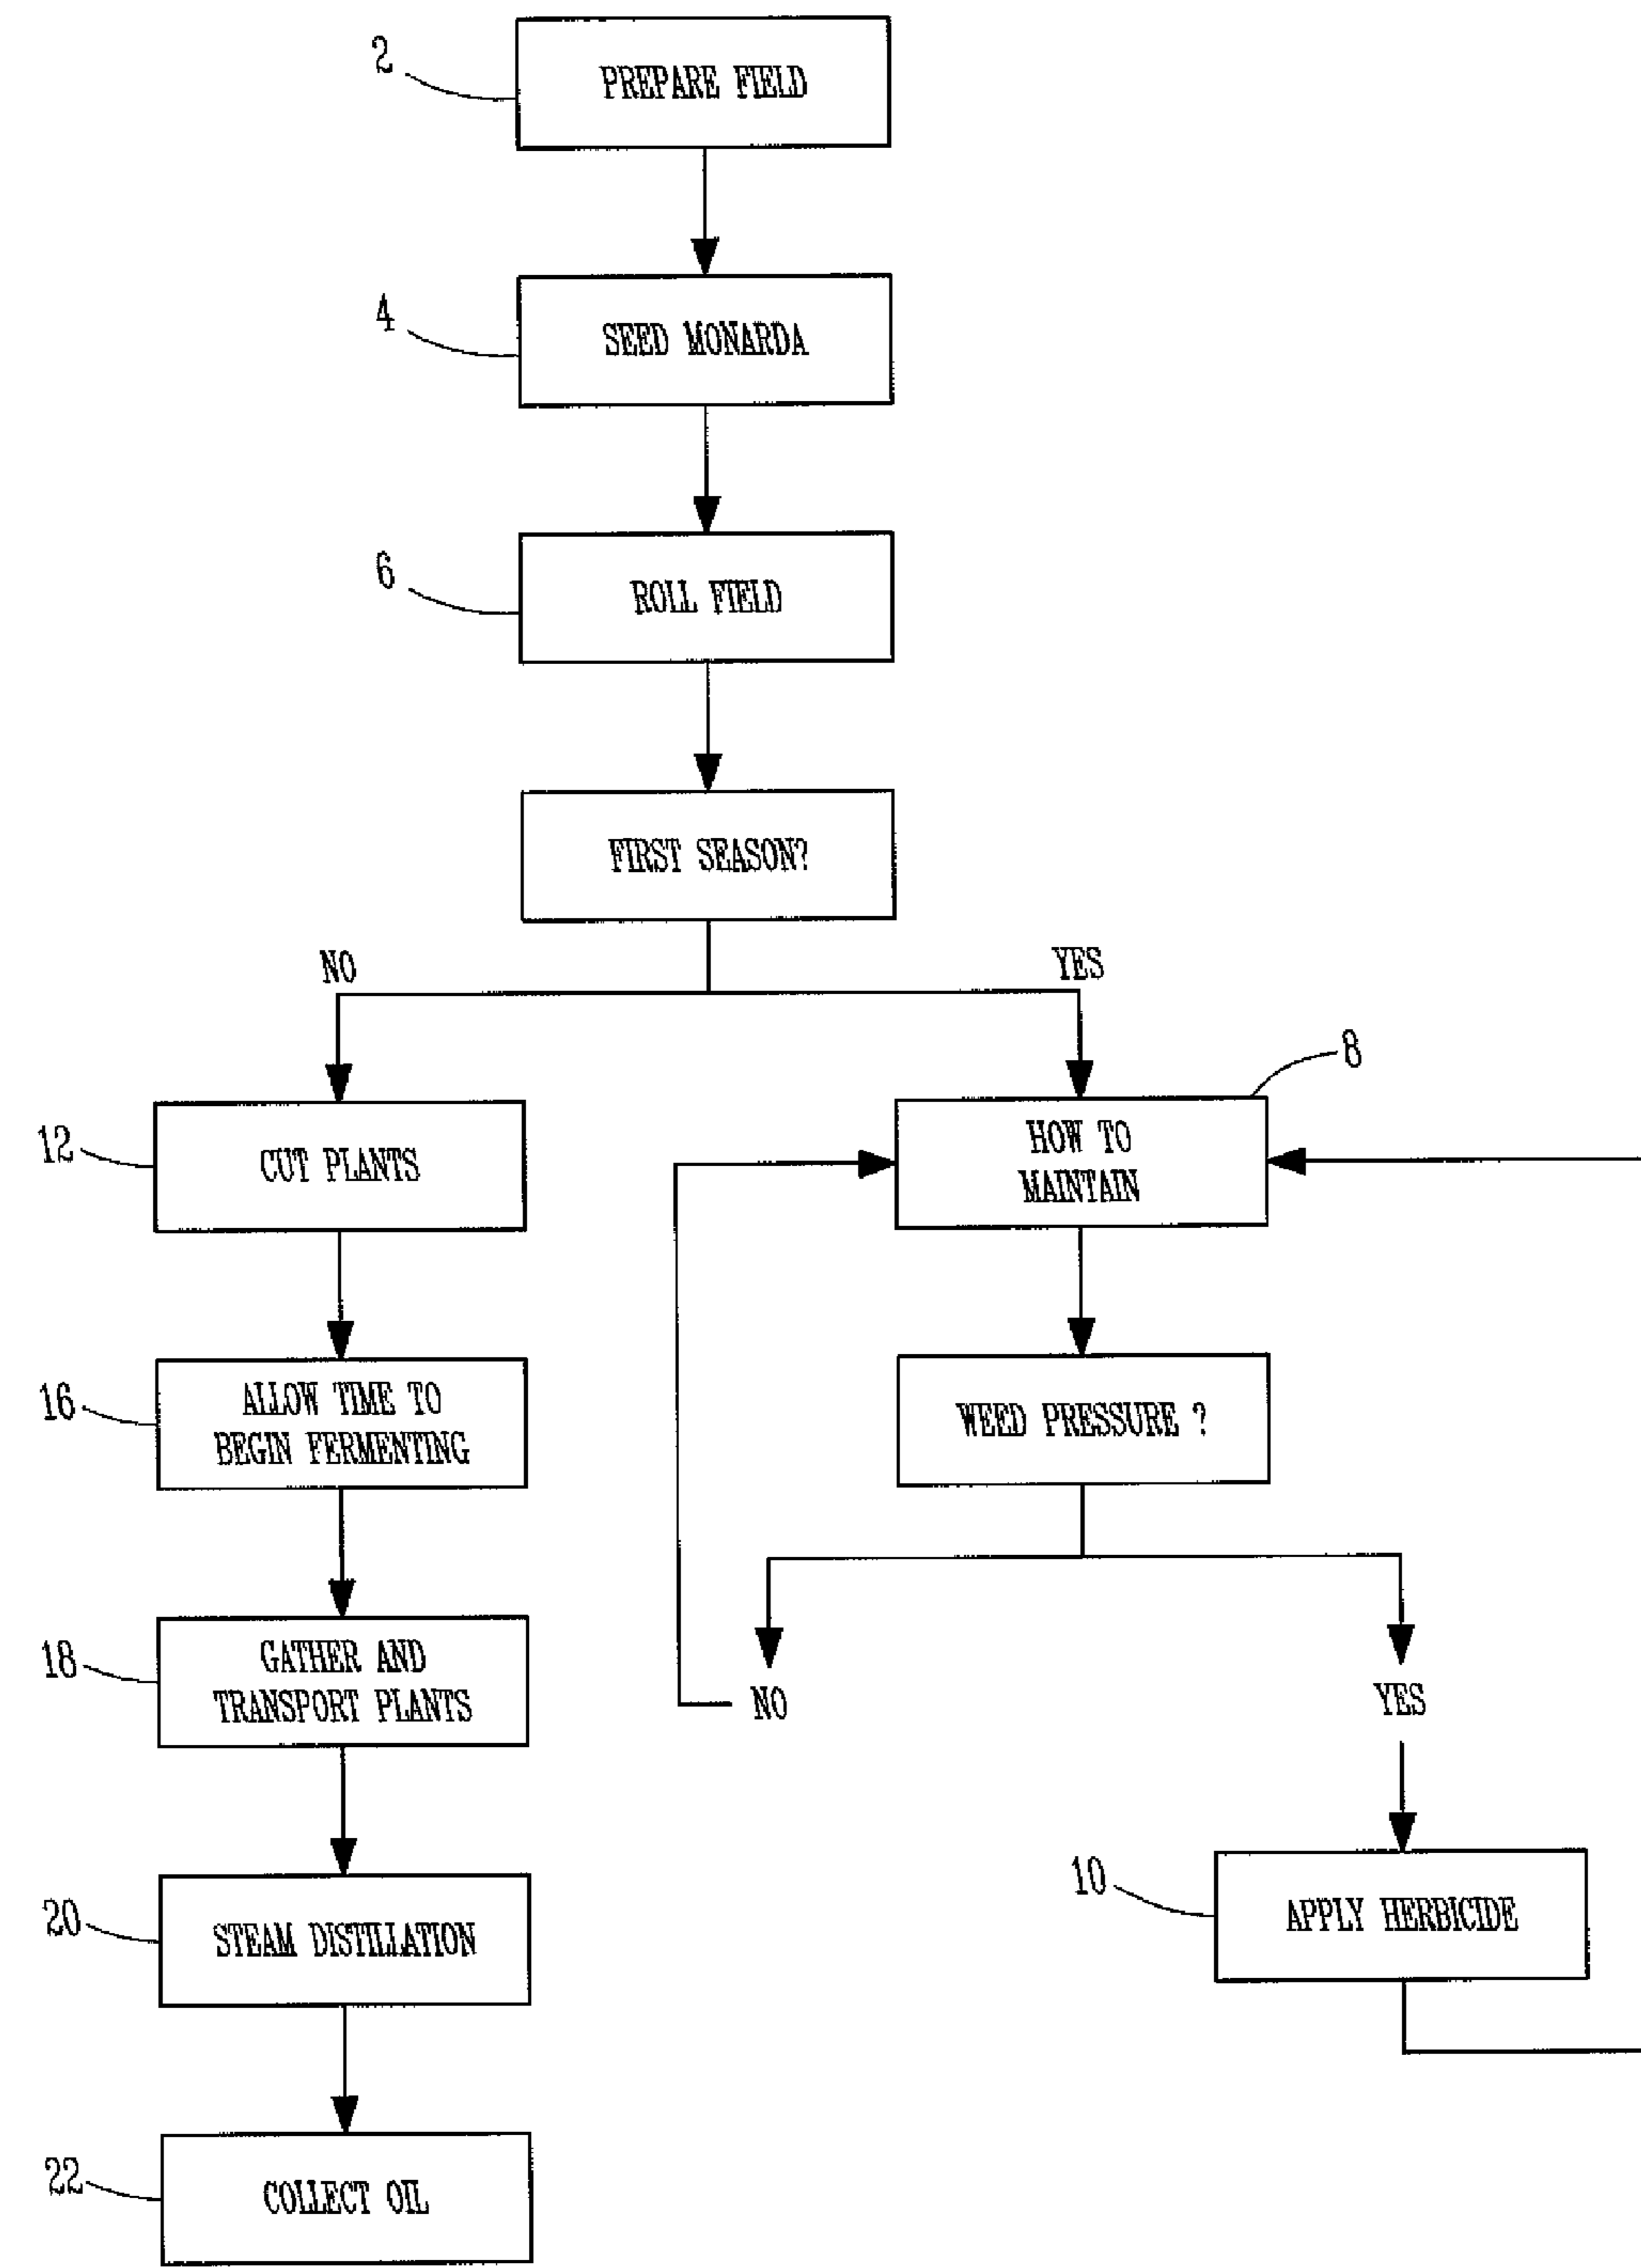 2
PREPARE FIELD
4
SEED MONARDA
6
ROLL FIELD
FIRST SEASON?
NO
YES
8
12
CUT PLANTS
HOW TO
MAINTAIN
16
ALLOW TIME TO
BEGIN FERMENTING
WEED PRESSURE ?
18
GATHER AND
TRANSPORT PLANTS
NO
YES
10
APPLY HERBICIDE
20
STEAM DISTILLATION
22
COLLECT OIL